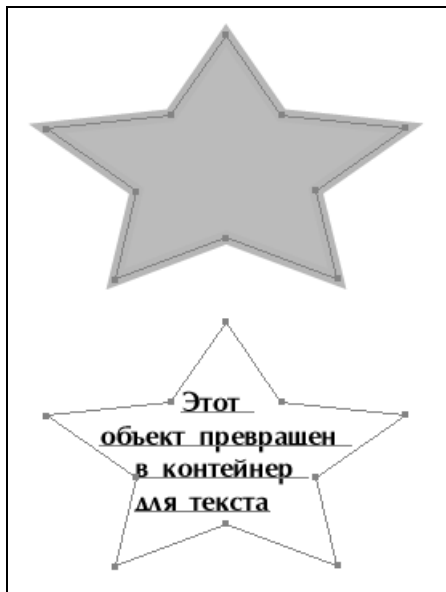 Этот
объект превращен
в контейнер
для текста